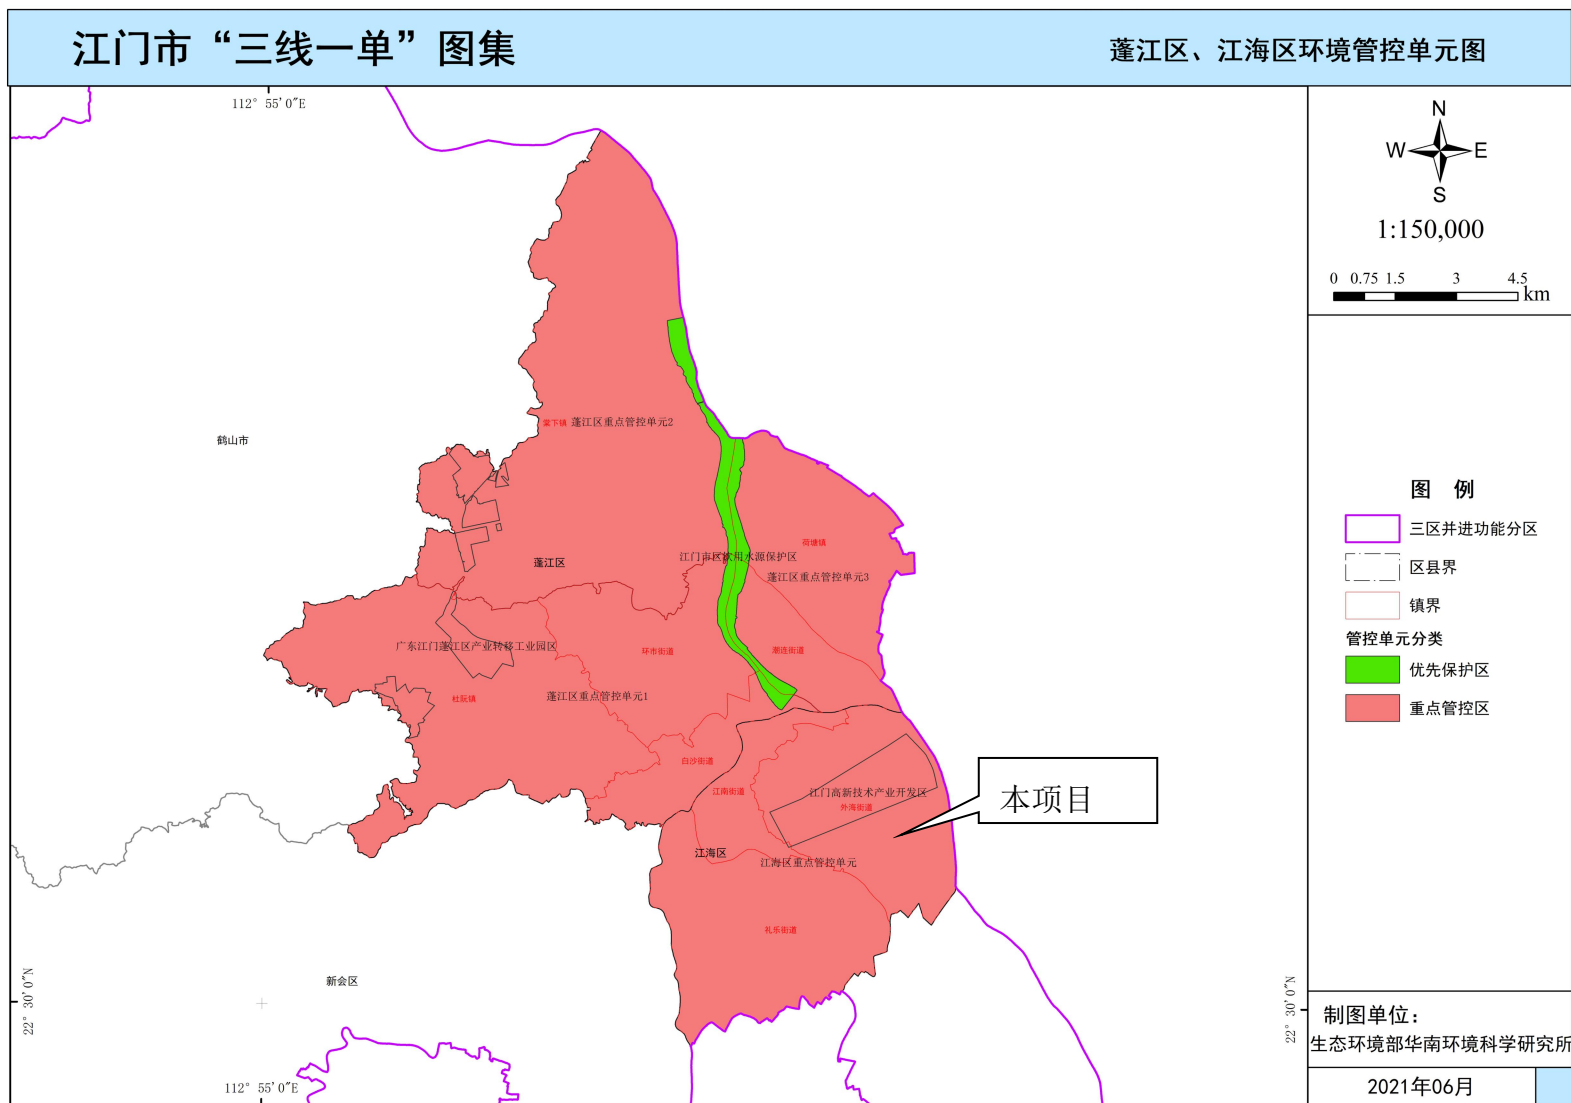 江门市“三线一单”图集
蓬江区、江海区环境管控单元图
112° 55′0″E
N
W
E
S
1:150,000
0 0.75 1.5 3 4.5
km
鹤山市
棠下镇
蓬江区重点管控单元2
蓬江区
江门市区饮用水源保护区
荷塘镇
蓬江区重点管控单元3
广东江门蓬江区产业转移工业园区
环市街道
潮连街道
杜阮镇
蓬江区重点管控单元1
白沙街道
江南街道
江门高新技术产业开发区
外海街道
本项目
江海区
江海区重点管控单元
礼乐街道
新会区
22° 30′0″N
22° 30′0″N
112° 55′0″E
图 例
三区并进功能分区
区县界
镇界
管控单元分类
优先保护区
重点管控区
制图单位：
生态环境部华南环境科学研究所
2021年06月